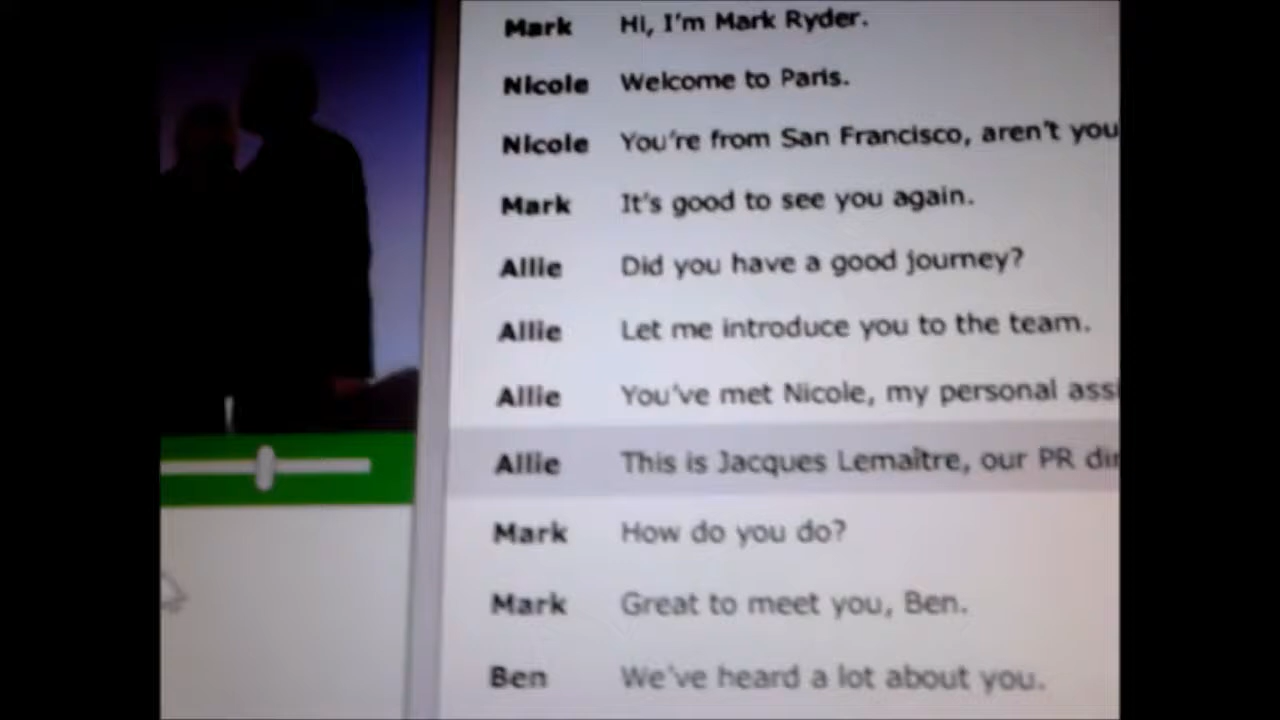 Mark Hi, I'm Mark Ryder.
Nicole Welcome to Paris.
Nicole You're from San Francisco, aren't you
Mark It's good to see you again.
Allie Did you have a good journey?
Allie Let me introduce you to the team.
Allie You've met Nicole, my personal assi
Allie This is Jacques Lemaître, our PR dir
Mark How do you do?
Mark Great to meet you, Ben.
Ben We've heard a lot about you.